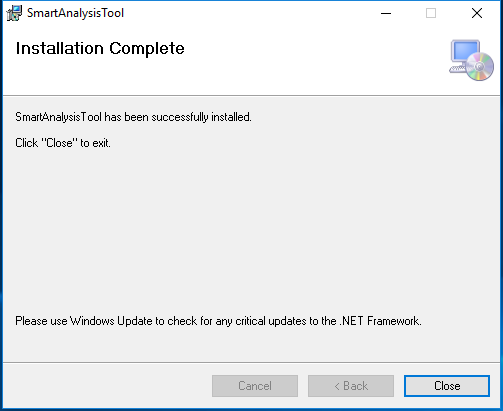 SmartAnalysisTool
Installation Complete
SmartAnalysisTool has been successfully installed.
Click "Close" to exit.
Please use Windows Update to check for any critical updates to the .NET Framework.
Cancel
< Back
Close